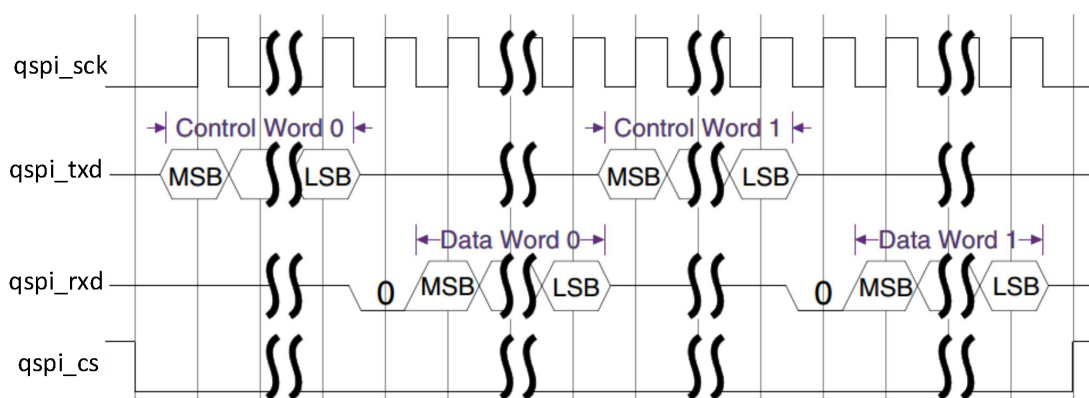 qspi_sck
Control Word 0
Control Word 1
qspi_txd
MSB
LSB
MSB
LSB
Data Word 0
Data Word 1
qspi_rxd
0
MSB
LSB
0
MSB
LSB
qspi_cs